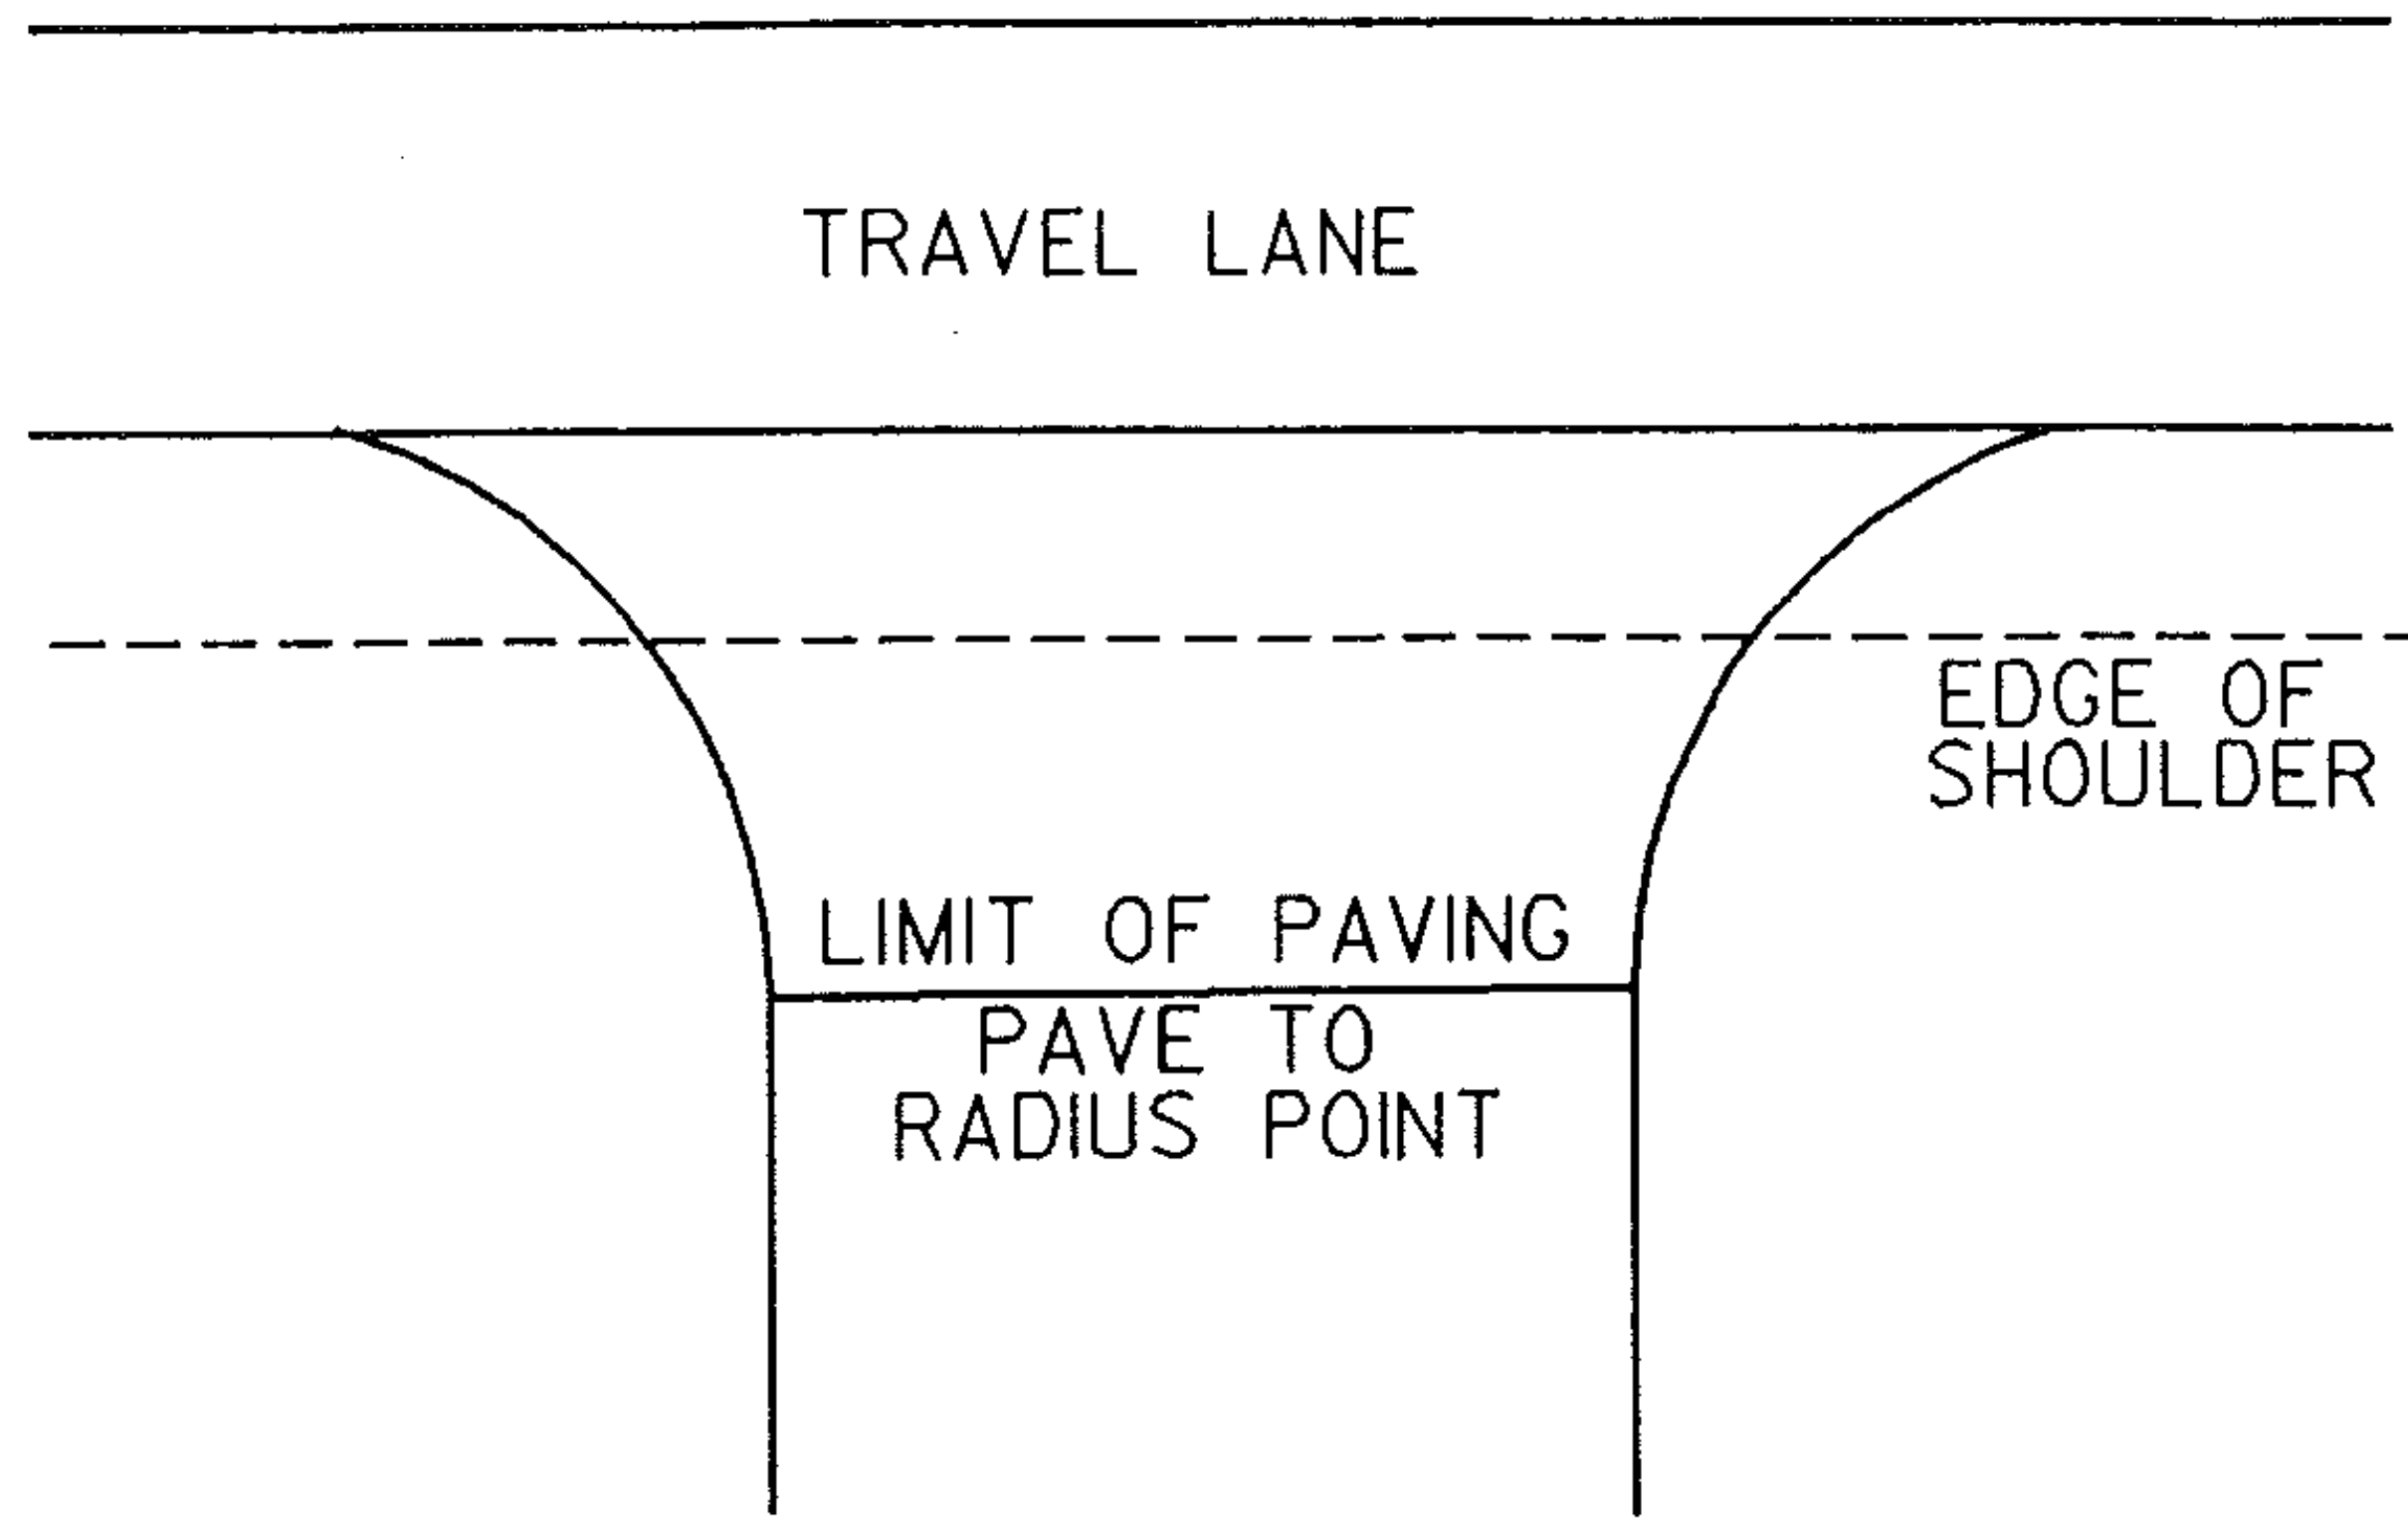 TRAVEL LANE
EDGE OF
SHOULDER
LIMIT OF PAVING
PAVE TO
RADIUS POINT